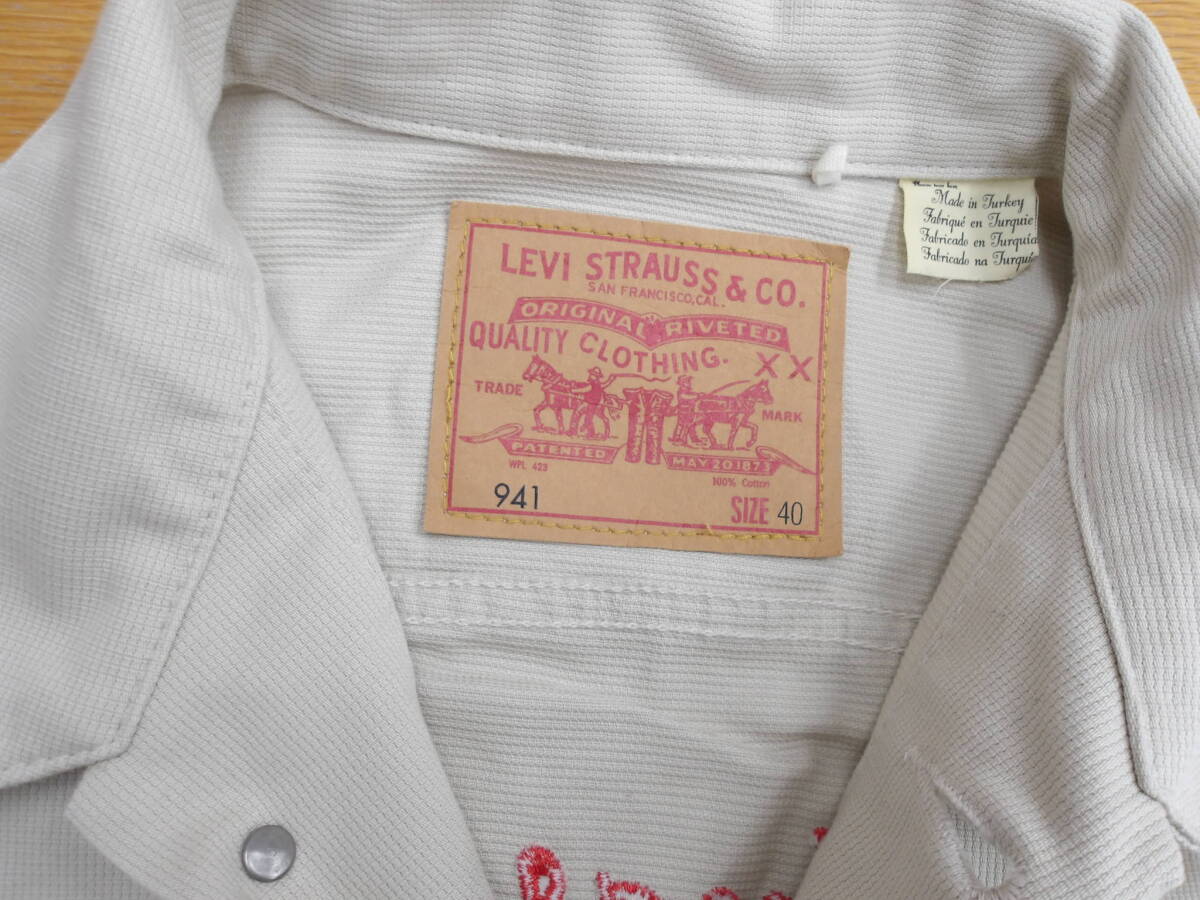 LEVI STRAUSS & CO.
SAN FRANCISCO, CAL.
ORIGINAL RIVETED
QUALITY CLOTHING. XX
TRADE MARK
PATENTED MAY 20 1873
WPL 423
100% Cotton
941 SIZE 40
Made in Turkey
Fabriqué en Turquie
Fabricado en Turquía
Fabricado na Turquia